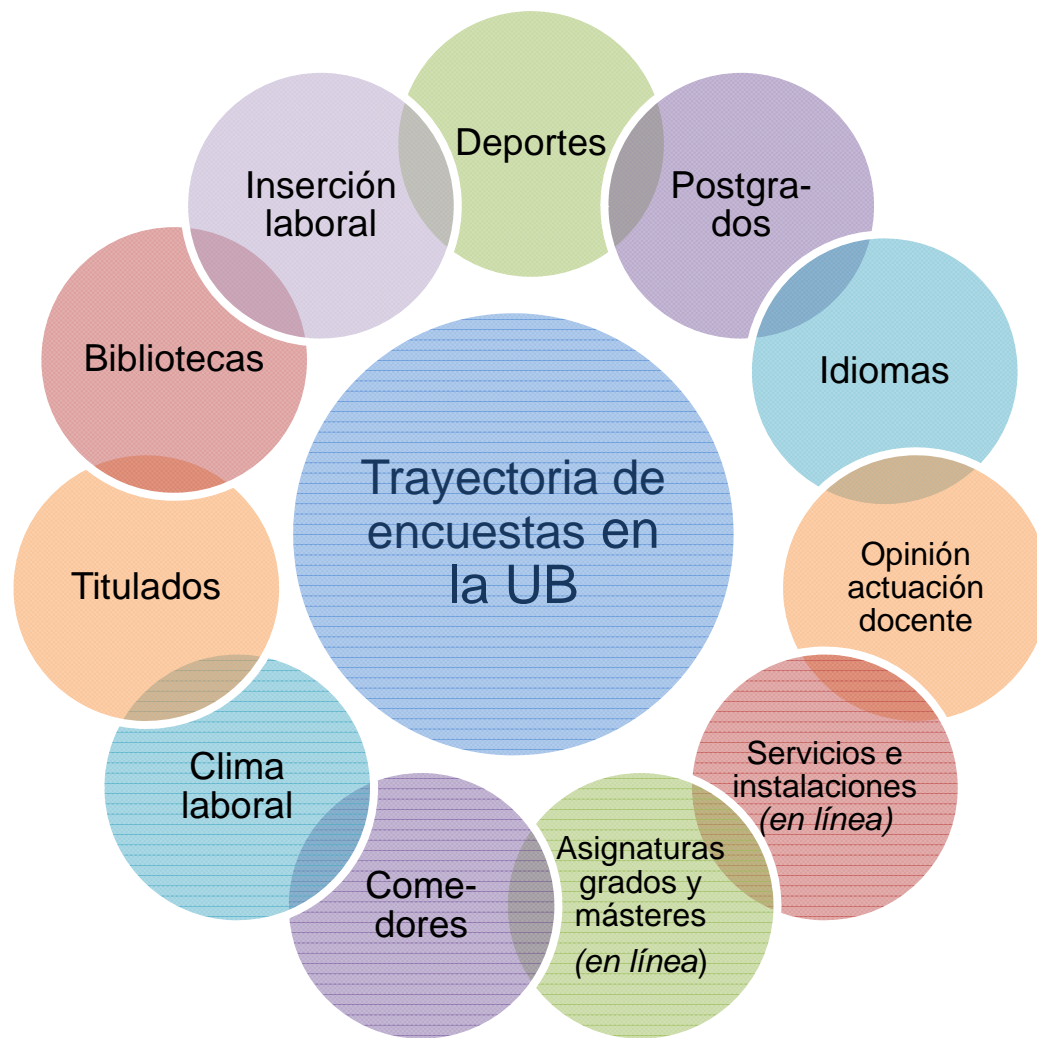 Deportes
Postgra-
dos
Idiomas
Opinión
actuación
docente
Servicios e
instalaciones
(en línea)
Asignaturas
grados y
másteres
(en línea)
Come-
dores
Clima
laboral
Titulados
Bibliotecas
Inserción
laboral
Trayectoria de
encuestas en
la UB